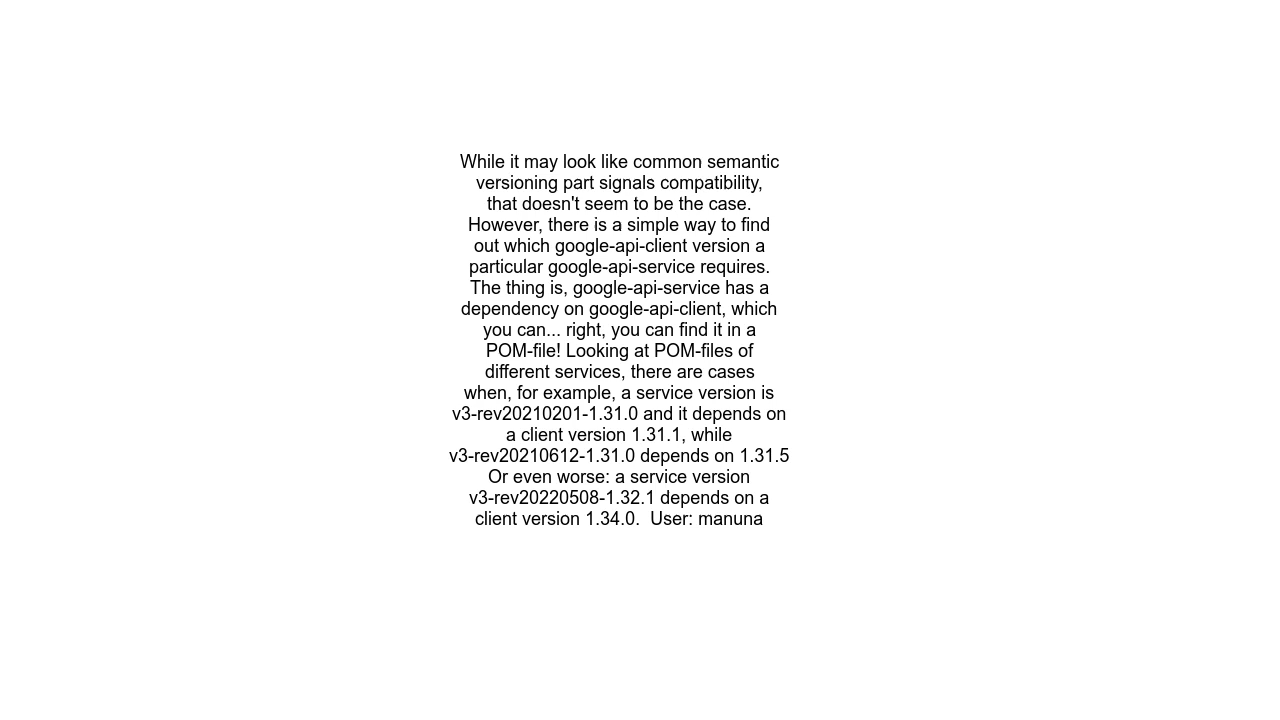 While it may look like common semantic
versioning part signals compatibility,
that doesn't seem to be the case.
However, there is a simple way to find
out which google-api-client version a
particular google-api-service requires.
The thing is, google-api-service has a
dependency on google-api-client, which
you can... right, you can find it in a
POM-file! Looking at POM-files of
different services, there are cases
when, for example, a service version is
v3-rev20210201-1.31.0 and it depends on
a client version 1.31.1, while
v3-rev20210612-1.31.0 depends on 1.31.5
Or even worse: a service version
v3-rev20220508-1.32.1 depends on a
client version 1.34.0.  User: manuna